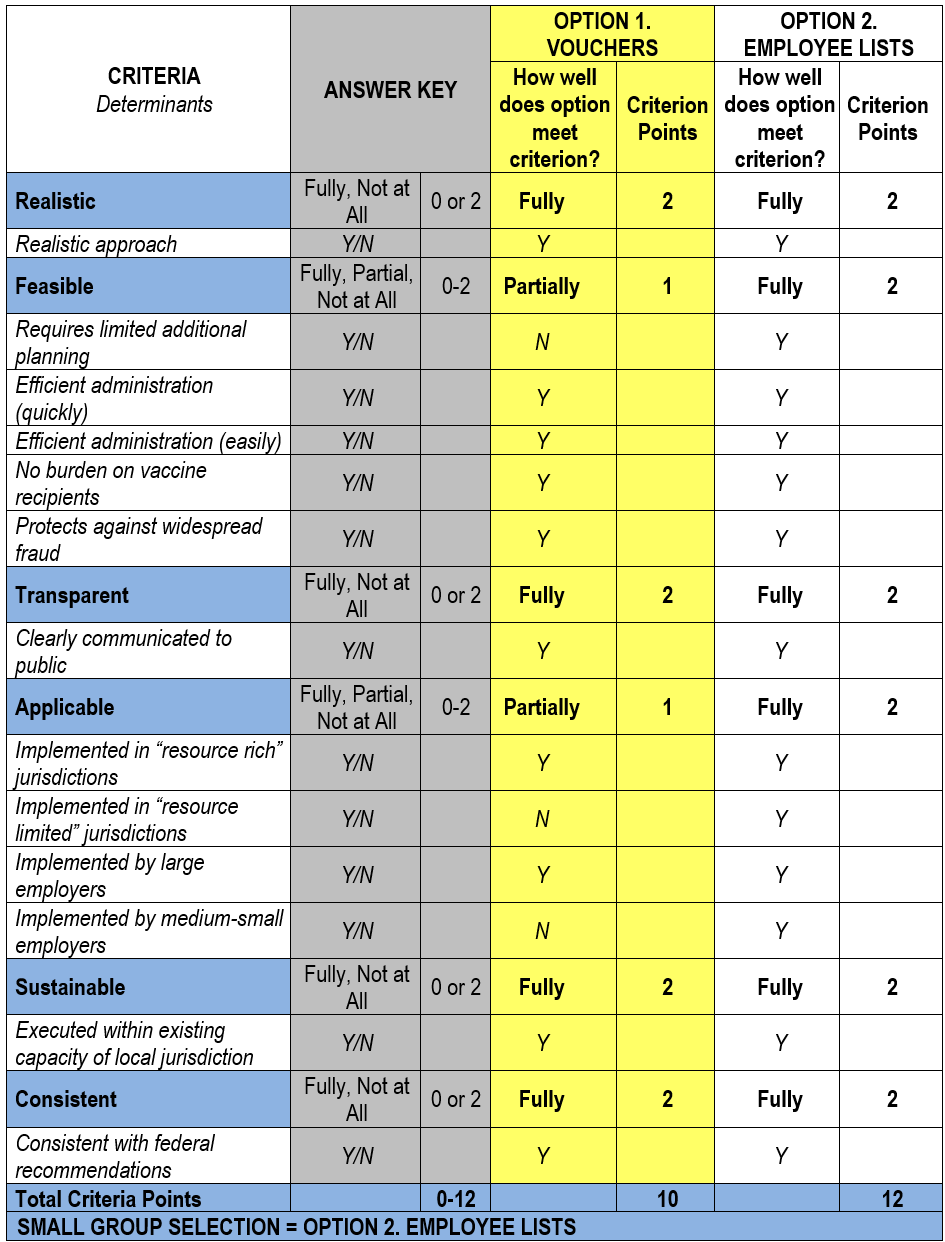 CRITERIA
Determinants
ANSWER KEY
OPTION 1.
VOUCHERS
OPTION 2.
EMPLOYEE LISTS
How well
does option
meet
criterion?
Criterion
Points
How well
does option
meet
criterion?
Criterion
Points
Realistic
Fully, Not at
All
0 or 2
Fully
2
Fully
2
Realistic approach
Y/N
Y
Y
Feasible
Fully, Partial,
Not at All
0-2
Partially
1
Fully
2
Requires limited additional
planning
Y/N
N
Y
Efficient administration
(quickly)
Y/N
Y
Y
Efficient administration (easily)
Y/N
Y
Y
No burden on vaccine
recipients
Y/N
Y
Y
Protects against widespread
fraud
Y/N
Y
Y
Transparent
Fully, Not at
All
0 or 2
Fully
2
Fully
2
Clearly communicated to
public
Y/N
Y
Y
Applicable
Fully, Partial,
Not at All
0-2
Partially
1
Fully
2
Implemented in “resource rich”
jurisdictions
Y/N
Y
Y
Implemented in “resource
limited” jurisdictions
Y/N
N
Y
Implemented by large
employers
Y/N
Y
Y
Implemented by medium-small
employers
Y/N
N
Y
Sustainable
Fully, Not at
All
0 or 2
Fully
2
Fully
2
Executed within existing
capacity of local jurisdiction
Y/N
Y
Y
Consistent
Fully, Not at
All
0 or 2
Fully
2
Fully
2
Consistent with federal
recommendations
Y/N
Y
Y
Total Criteria Points
0-12
10
12
SMALL GROUP SELECTION = OPTION 2. EMPLOYEE LISTS